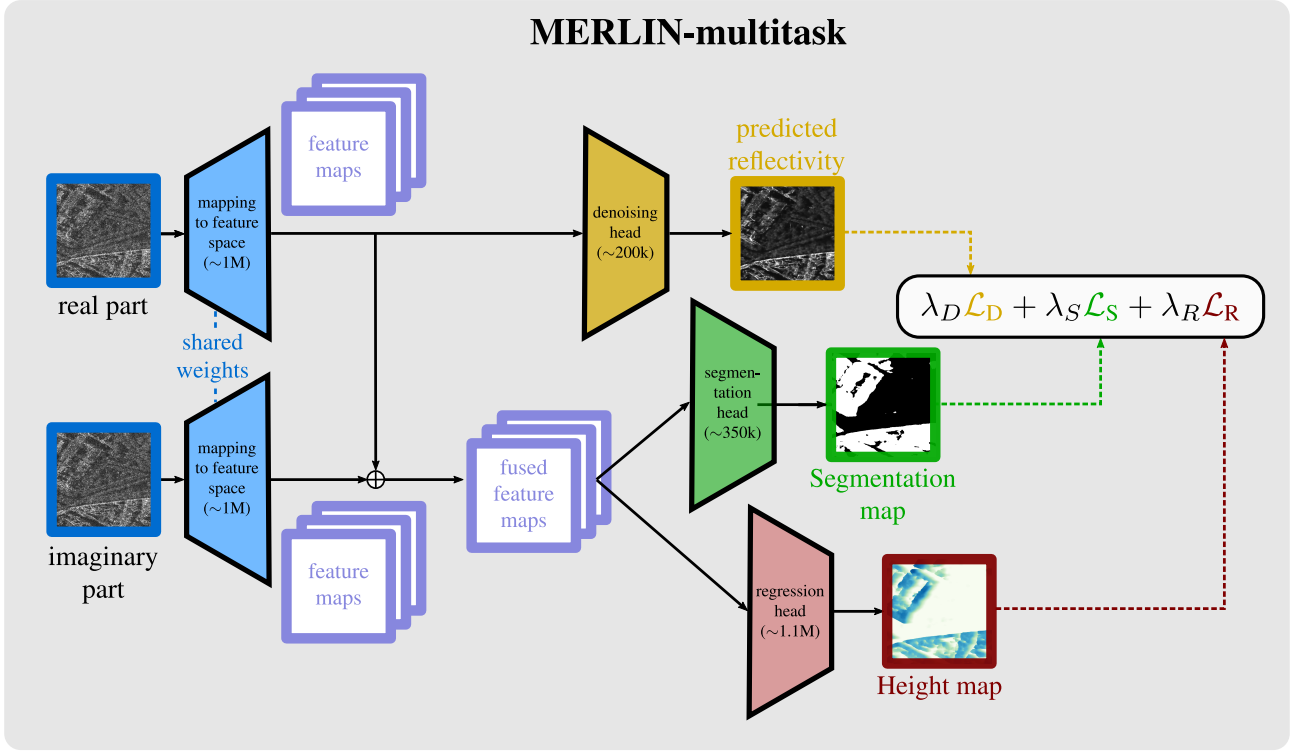 MERLIN-multitask
feature
maps
predicted
reflectivity
mapping
to feature
space
(∼1M)
denoising
head
(∼200k)
real part
λ_D ℒ_D + λ_S ℒ_S + λ_R ℒ_R
shared
weights
segmen-
tation
head
(∼350k)
mapping
to feature
space
(∼1M)
fused
feature
maps
Segmentation
map
imaginary
part
feature
maps
regression
head
(∼1.1M)
Height map